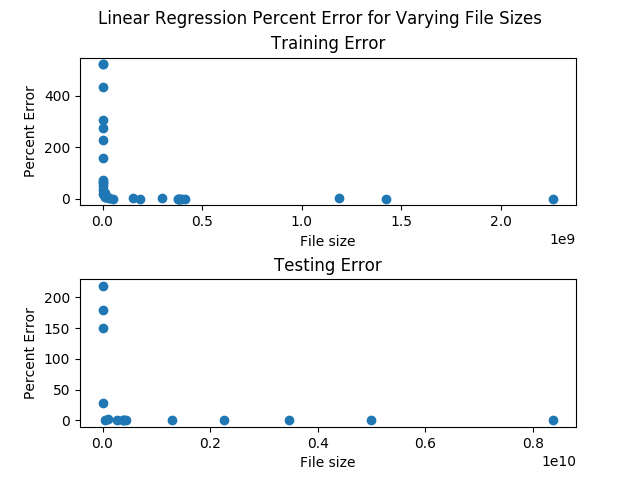 Linear Regression Percent Error for Varying File Sizes
Training Error
Percent Error
400
200
0
0.0 0.5 1.0 1.5 2.0
1e9
File size
Testing Error
Percent Error
200
150
100
50
0
0.0 0.2 0.4 0.6 0.8
1e10
File size